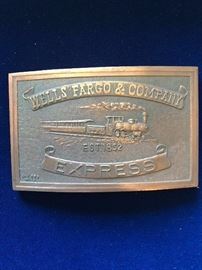 WELLS FARGO & COMPANY
EST. 1852
EXPRESS